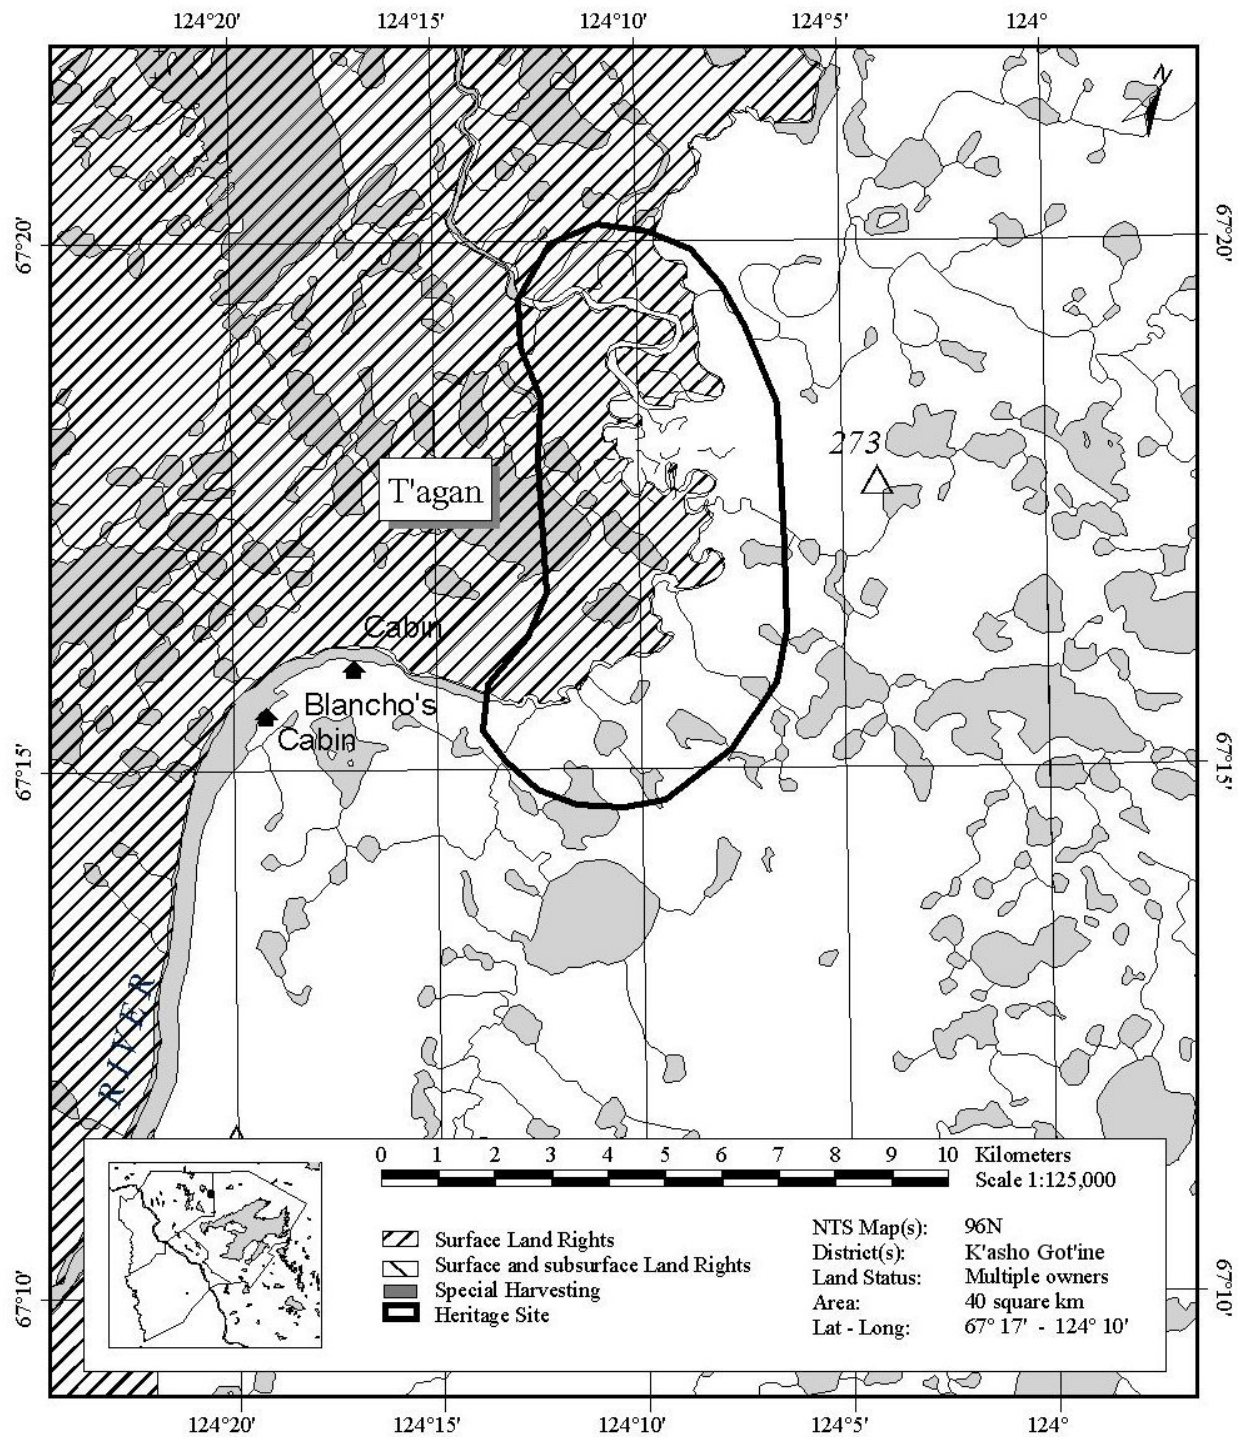 124°20' 124°15' 124°10' 124°5' 124°
N
67°20' 67°20'
273
T'agan
Cabin
Blancho's
Cabin
67°15' 67°15'
RIVER
0 1 2 3 4 5 6 7 8 9 10 Kilometers
Scale 1:125,000
Surface Land Rights
Surface and subsurface Land Rights
Special Harvesting
Heritage Site
NTS Map(s): 96N
District(s): K'asho Got'ine
Land Status: Multiple owners
Area: 40 square km
Lat - Long: 67° 17' - 124° 10'
67°10' 67°10'
124°20' 124°15' 124°10' 124°5' 124°